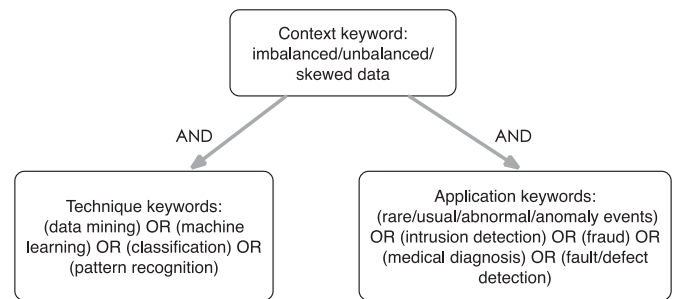 Context keyword:
imbalanced/unbalanced/
skewed data
AND
AND
Technique keywords:
(data mining) OR (machine
learning) OR (classification) OR
(pattern recognition)
Application keywords:
(rare/usual/abnormal/anomaly events)
OR (intrusion detection) OR (fraud) OR
(medical diagnosis) OR (fault/defect
detection)